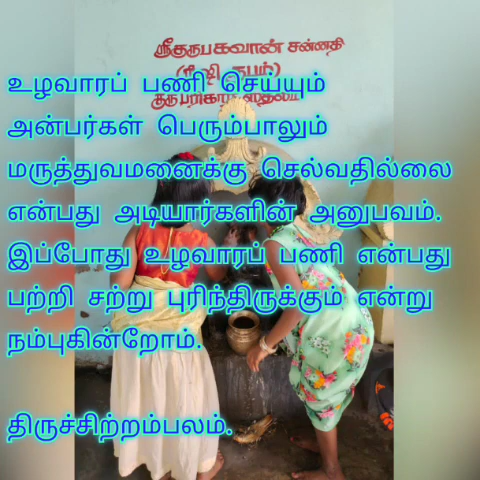 ஸ்ரீகுருபகவான் சன்னதி
உழவாரப் பணி செய்யும்
அன்பர்கள் பெரும்பாலும்
மருத்துவமனைக்கு செல்வதில்லை
என்பது அடியார்களின் அனுபவம்.
இப்போது உழவாரப் பணி என்பது
பற்றி சற்று புரிந்திருக்கும் என்று
நம்புகின்றோம்.
திருச்சிற்றம்பலம்.